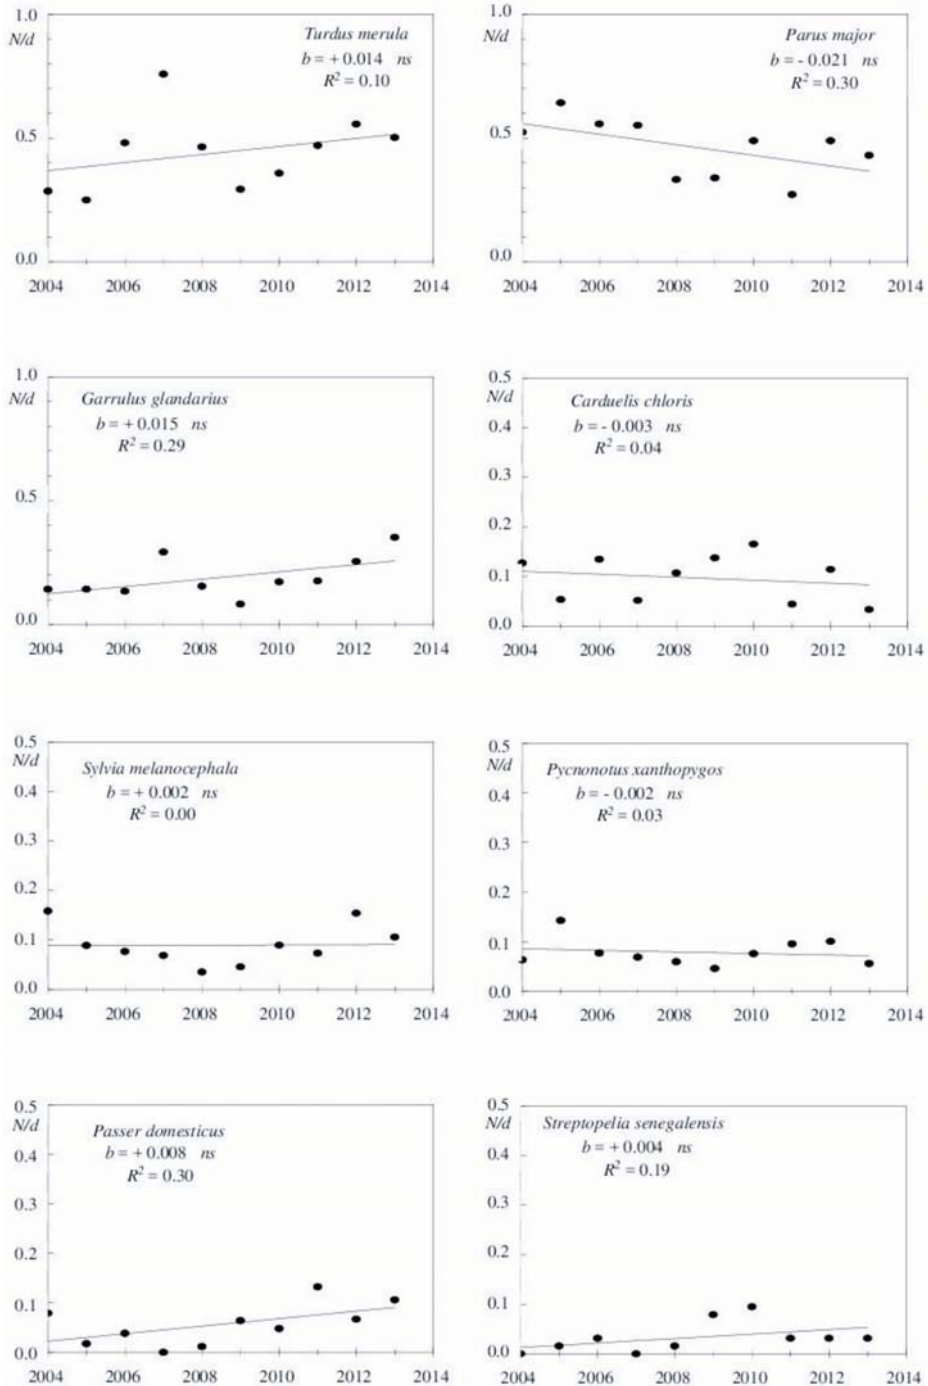 1.0
N/d
Turdus merula
b = + 0.014 ns
R² = 0.10
0.5
0.0
2004 2006 2008 2010 2012 2014
1.0
N/d
Parus major
b = - 0.021 ns
R² = 0.30
0.5
0.0
2004 2006 2008 2010 2012 2014
1.0
N/d
Garrulus glandarius
b = + 0.015 ns
R² = 0.29
0.5
0.0
2004 2006 2008 2010 2012 2014
0.5
N/d
Carduelis chloris
b = - 0.003 ns
R² = 0.04
0.4
0.3
0.2
0.1
0.0
2004 2006 2008 2010 2012 2014
0.5
N/d
Sylvia melanocephala
b = + 0.002 ns
R² = 0.00
0.4
0.3
0.2
0.1
0.0
2004 2006 2008 2010 2012 2014
0.5
N/d
Pycnonotus xanthopygos
b = - 0.002 ns
R² = 0.03
0.4
0.3
0.2
0.1
0.0
2004 2006 2008 2010 2012 2014
0.5
N/d
Passer domesticus
b = + 0.008 ns
R² = 0.30
0.4
0.3
0.2
0.1
0.0
2004 2006 2008 2010 2012 2014
0.5
N/d
Streptopelia senegalensis
b = + 0.004 ns
R² = 0.19
0.4
0.3
0.2
0.1
0.0
2004 2006 2008 2010 2012 2014